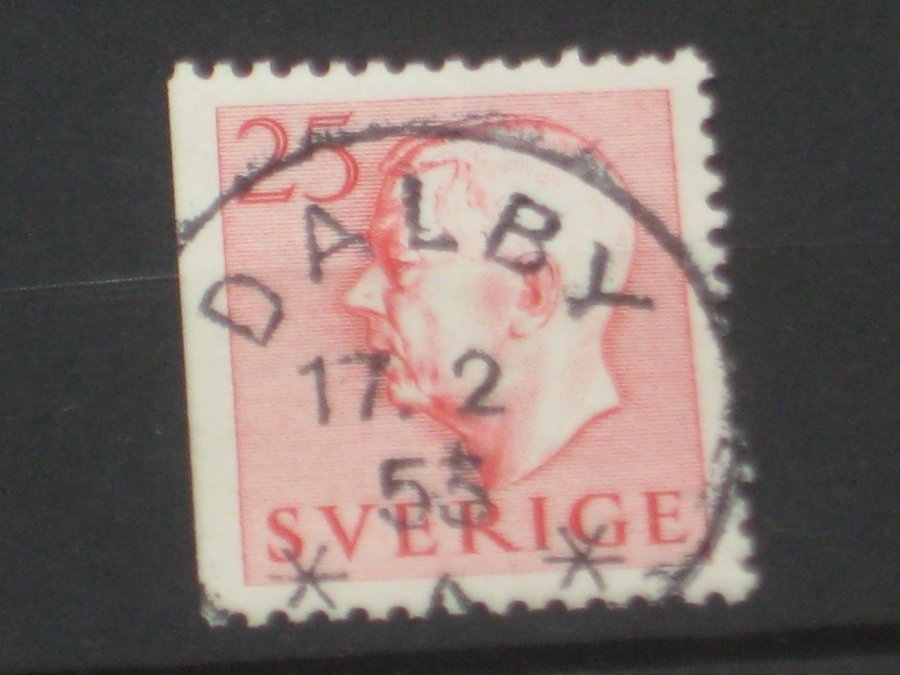 25
DALBY
17. 2
53
SVERIGE
* *